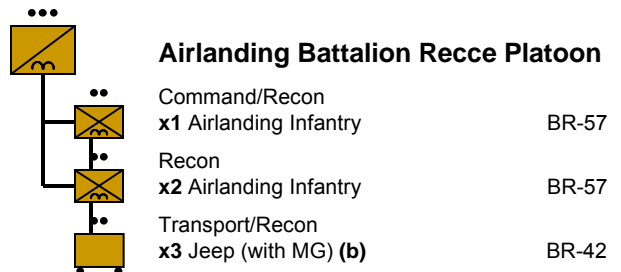 Airlanding Battalion Recce Platoon
Command/Recon
x1 Airlanding Infantry BR-57
Recon
x2 Airlanding Infantry BR-57
Transport/Recon
x3 Jeep (with MG) (b) BR-42